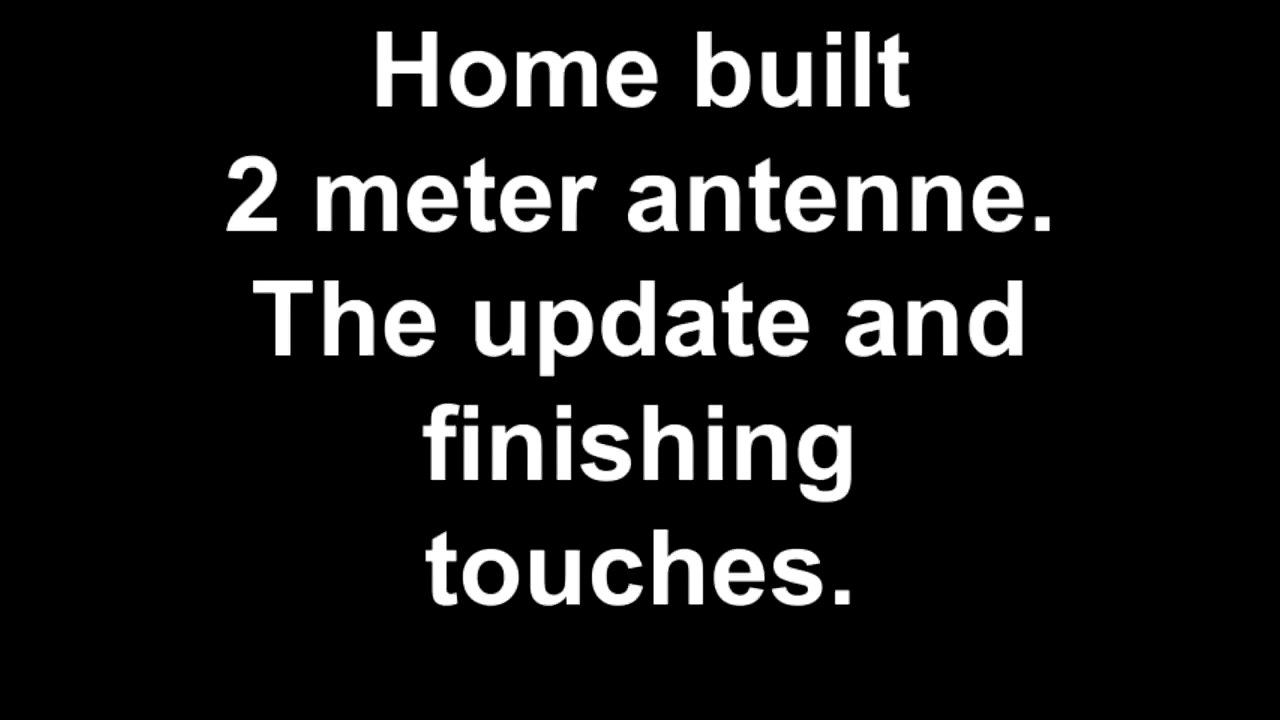 Home built
2 meter antenne.
The update and
finishing
touches.